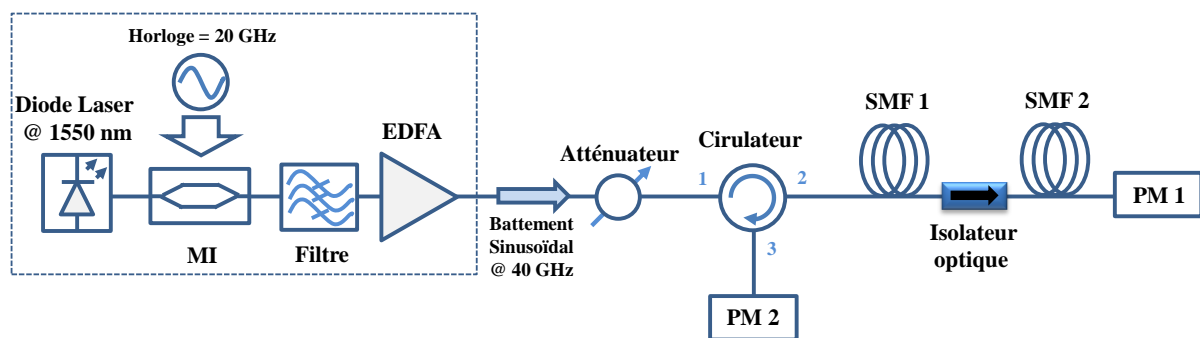 Horloge = 20 GHz
Diode Laser
@ 1550 nm
MI
Filtre
EDFA
Battement
Sinusoïdal
@ 40 GHz
Atténuateur
Cirulateur
1
2
3
PM 2
SMF 1
Isolateur
optique
SMF 2
PM 1